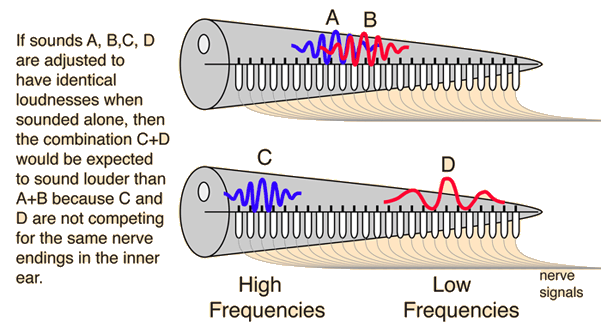 If sounds A, B,C, D
are adjusted to
have identical
loudnesses when
sounded alone, then
the combination C+D
would be expected
to sound louder than
A+B because C and
D are not competing
for the same nerve
endings in the inner
ear.
A B
C
D
High
Frequencies
Low
Frequencies
nerve
signals